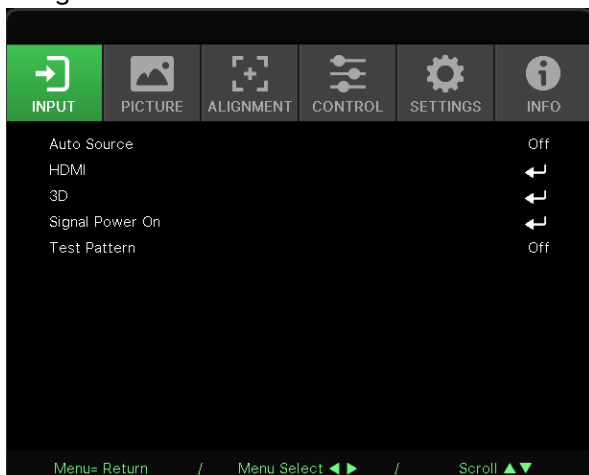 INPUT PICTURE ALIGNMENT CONTROL SETTINGS INFO
Auto Source Off
HDMI
3D
Signal Power On
Test Pattern Off
Menu= Return / Menu Select ◀ ▶ / Scroll ▲▼